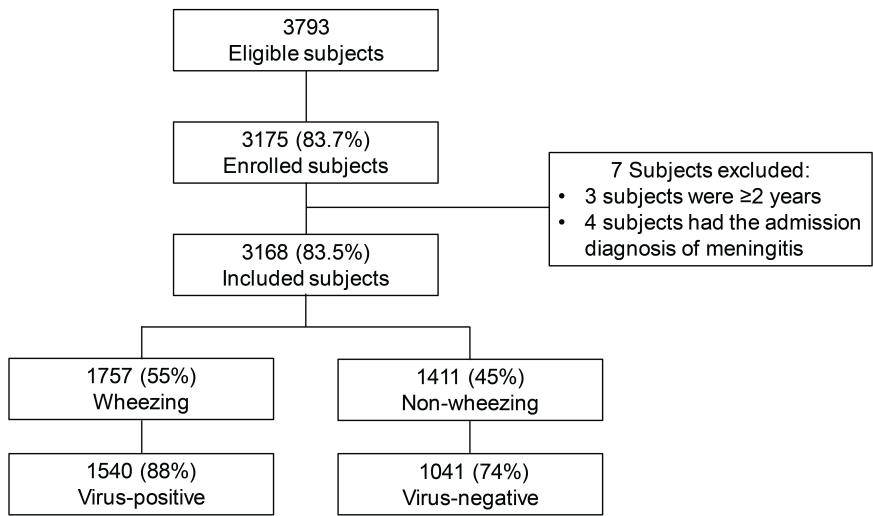 3793
Eligible subjects
3175 (83.7%)
Enrolled subjects
7 Subjects excluded:
• 3 subjects were ≥2 years
• 4 subjects had the admission
diagnosis of meningitis
3168 (83.5%)
Included subjects
1757 (55%)
Wheezing
1411 (45%)
Non-wheezing
1540 (88%)
Virus-positive
1041 (74%)
Virus-negative